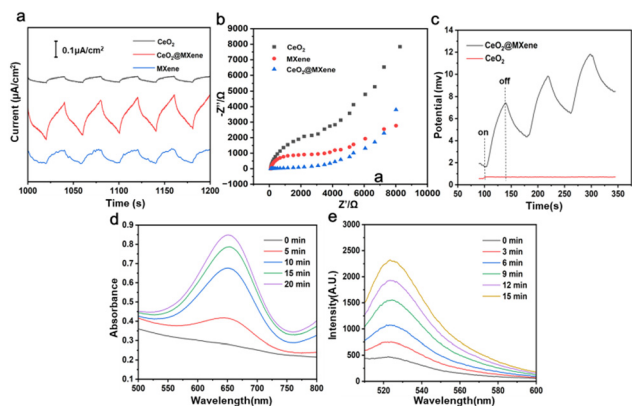 a
0.1μA/cm²
CeO₂
CeO₂@MXene
MXene
Current (μA/cm²)
1000 1050 1100 1150 1200
Time (s)
b
CeO₂
MXene
CeO₂@MXene
-Z''/Ω
9000
8000
7000
6000
5000
4000
3000
2000
1000
0
-1000
0 2000 4000 6000 8000 10000
a
Z'/Ω
c
CeO₂@MXene
CeO₂
off
on
Potential (mv)
14
12
10
8
6
4
2
0
50 100 150 200 250 300 350
Time(s)
d
0 min
5 min
10 min
15 min
20 min
Absorbance
0.9
0.8
0.7
0.6
0.5
0.4
0.3
0.2
0.1
500 550 600 650 700 750 800
Wavelength(nm)
e
0 min
3 min
6 min
9 min
12 min
15 min
Intensity(A.U.)
3000
2500
2000
1500
1000
500
0
520 540 560 580 600
Wavelength(nm)